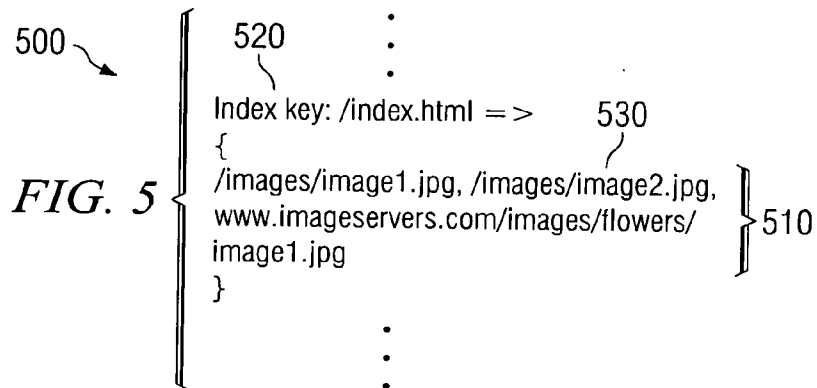 500
520
Index key: /index.html =>
530
{
/images/image1.jpg, /images/image2.jpg,
www.imageservers.com/images/flowers/
image1.jpg
}
510
FIG. 5